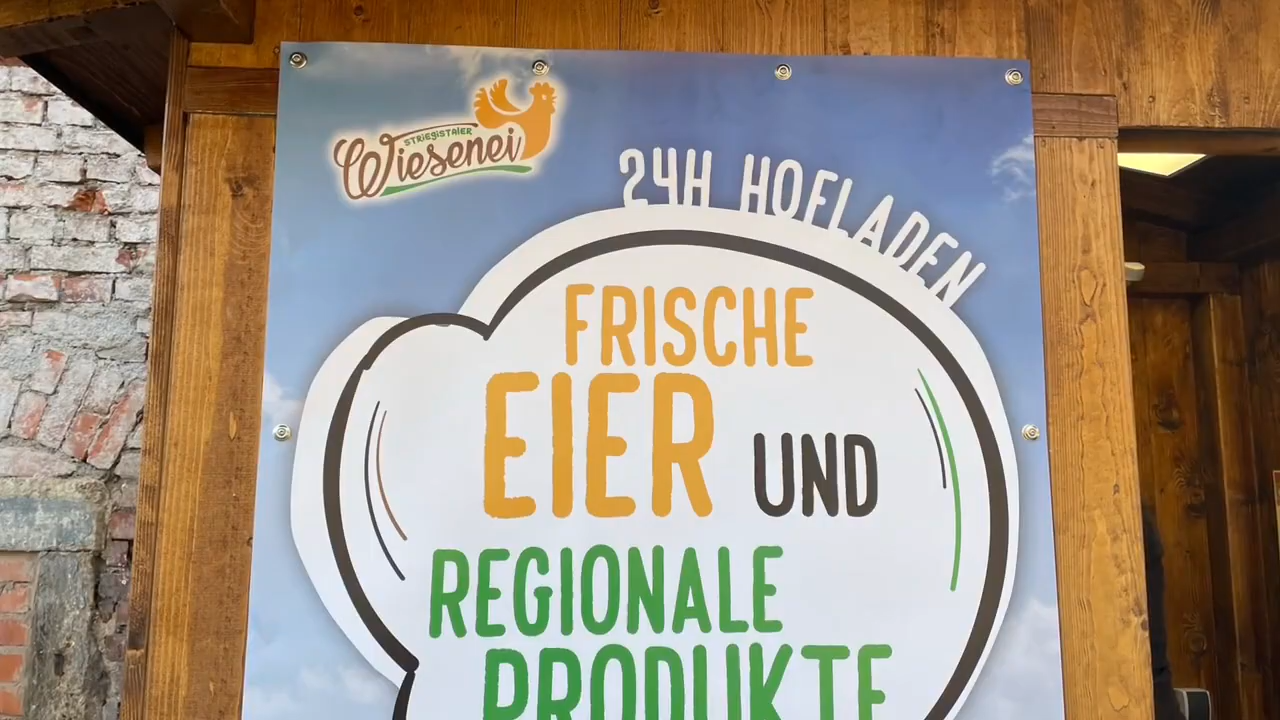 STRIEGISTALER
Wiesenei
24H HOFLADEN
FRISCHE
EIER UND
REGIONALE
PRODUKTE